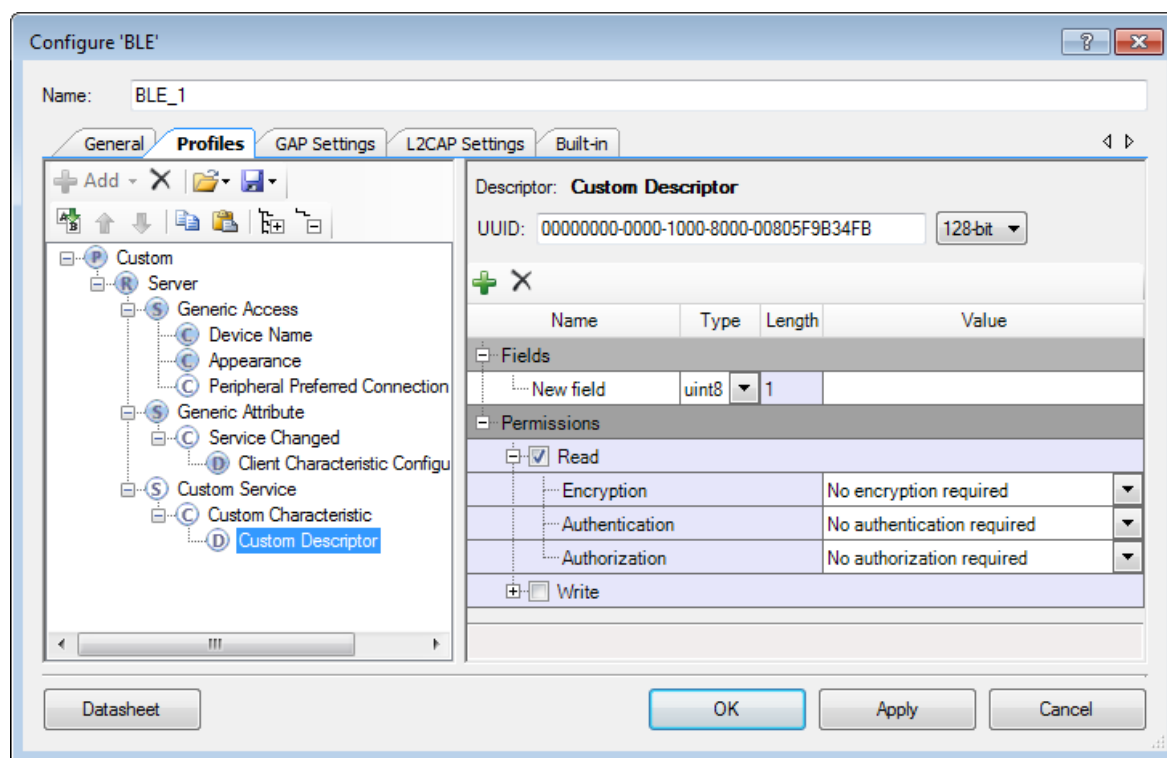 Configure 'BLE'
Name: BLE_1
General Profiles GAP Settings L2CAP Settings Built-in
Add
Descriptor: Custom Descriptor
UUID: 00000000-0000-1000-8000-00805F9B34FB 128-bit
P Custom
R Server
S Generic Access
C Device Name
C Appearance
C Peripheral Preferred Connection
S Generic Attribute
C Service Changed
D Client Characteristic Configu
S Custom Service
C Custom Characteristic
D Custom Descriptor
Name Type Length Value
Fields
New field uint8 1
Permissions
Read
Encryption No encryption required
Authentication No authentication required
Authorization No authorization required
Write
Datasheet OK Apply Cancel